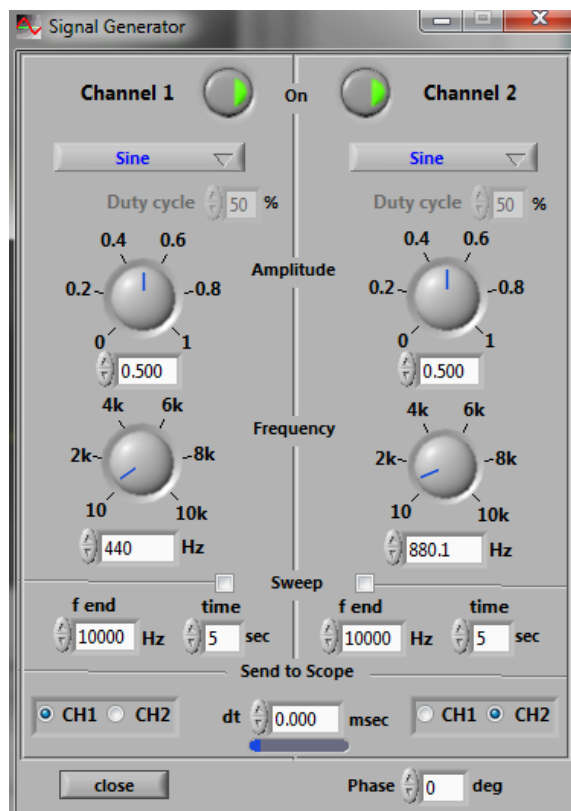 Signal Generator
Channel 1 On Channel 2
Sine Sine
Duty cycle 50 % Duty cycle 50 %
0.4 0.6 0.4 0.6
Amplitude
0.2 0.8 0.2 0.8
0 1 0 1
0.500 0.500
4k 6k 4k 6k
Frequency
2k 8k 2k 8k
10 10k 10 10k
440 Hz 880.1 Hz
Sweep
f end time f end time
10000 Hz 5 sec 10000 Hz 5 sec
Send to Scope
CH1 CH2 dt 0.000 msec CH1 CH2
close Phase 0 deg